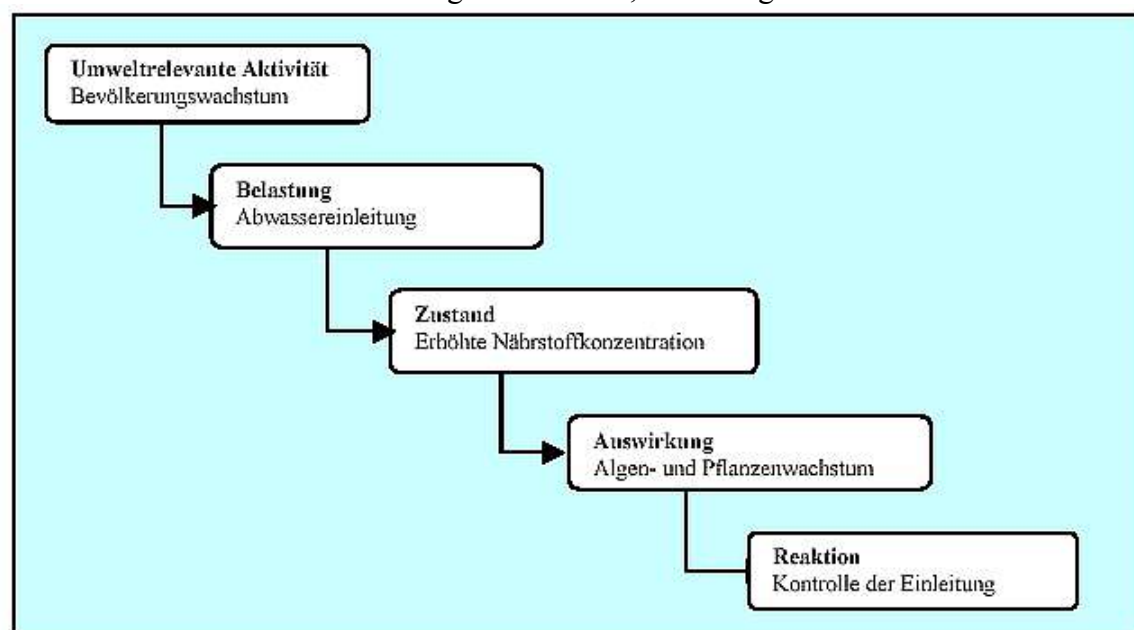 Umweltrelevante Aktivität
Bevölkerungswachstum
Belastung
Abwassereinleitung
Zustand
Erhöhte Nährstoffkonzentration
Auswirkung
Algen- und Pflanzenwachstum
Reaktion
Kontrolle der Einleitung